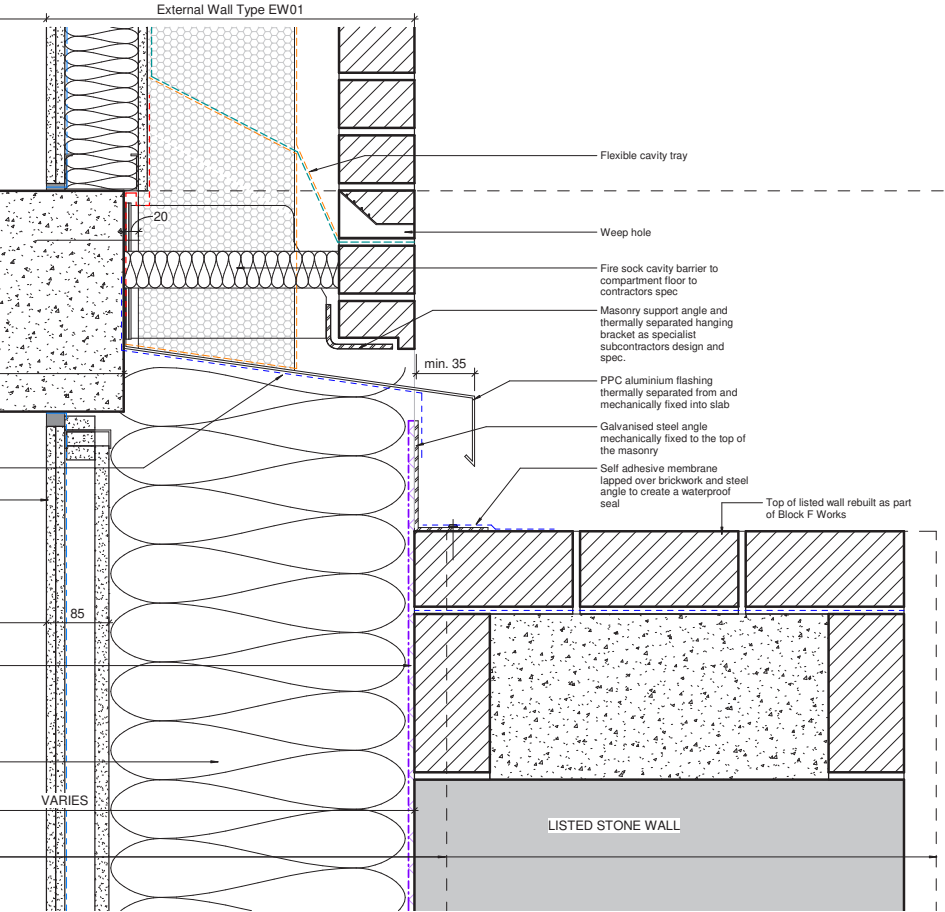 External Wall Type EW01
Flexible cavity tray
20
Weep hole
Fire sock cavity barrier to
compartment floor to
contractors spec
Masonry support angle and
thermally separated hanging
bracket as specialist
subcontractors design and
spec.
min. 35
PPC aluminium flashing
thermally separated from and
mechanically fixed into slab
Galvanised steel angle
mechanically fixed to the top of
the masonry
Self adhesive membrane
lapped over brickwork and steel
angle to create a waterproof
seal
Top of listed wall rebuilt as part
of Block F Works
85
VARIES
LISTED STONE WALL